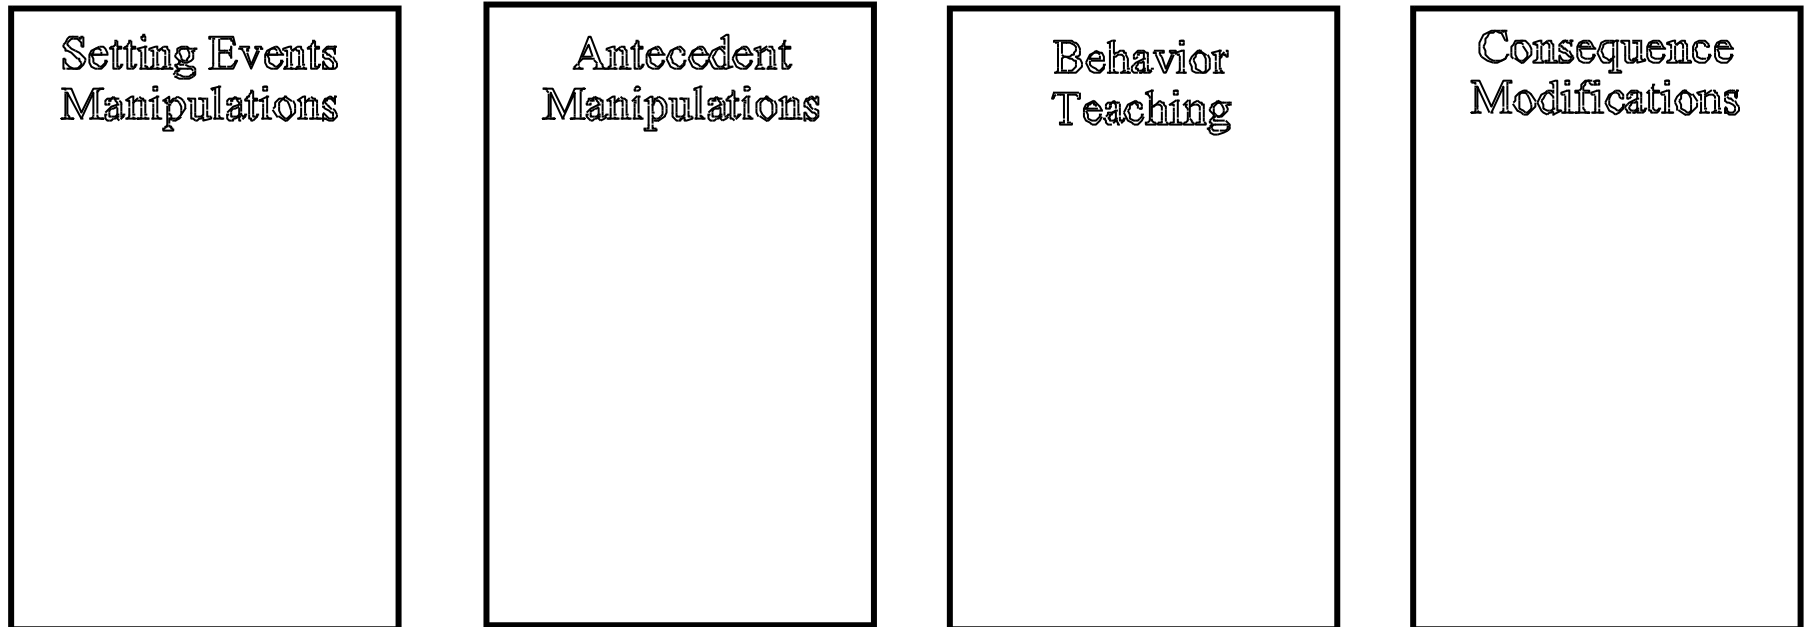 Setting Events
Manipulations
Antecedent
Manipulations
Behavior
Teaching
Consequence
Modifications